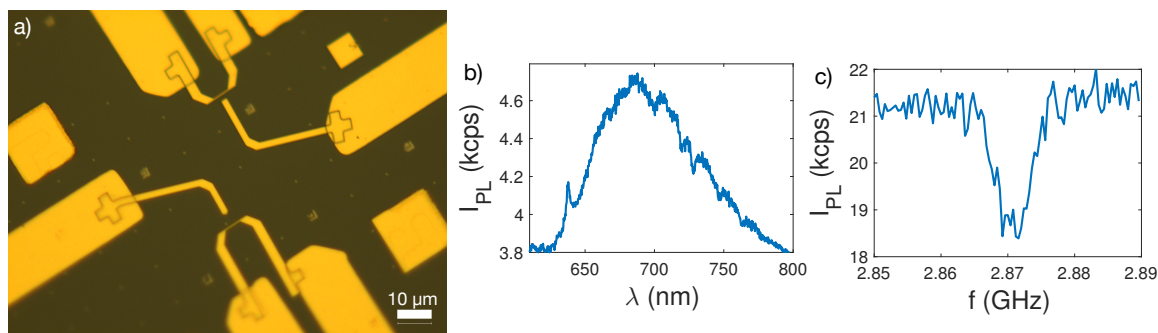 a)
10 μm
b)
I_PL (kcps)
4.6
4.4
4.2
4
3.8
650
700
750
800
λ (nm)
c)
I_PL (kcps)
22
21
20
19
18
2.85
2.86
2.87
2.88
2.89
f (GHz)